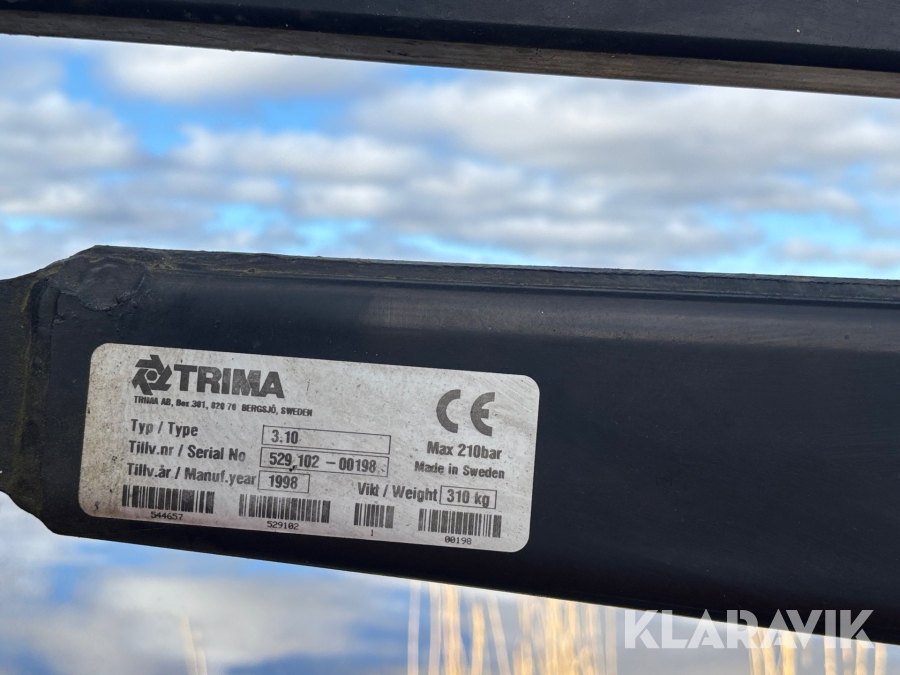 TRIMA
TRIMA AB, Box 301, 820 70 BERGSJÖ, SWEDEN
CE
Typ / Type 3.10
Max 210bar
Tillv.nr / Serial No 529,102 -00198
Made in Sweden
Tillv.år / Manuf.year 1998 Vikt / Weight 310 kg
544657 529102 1 00198
KLARAVIK